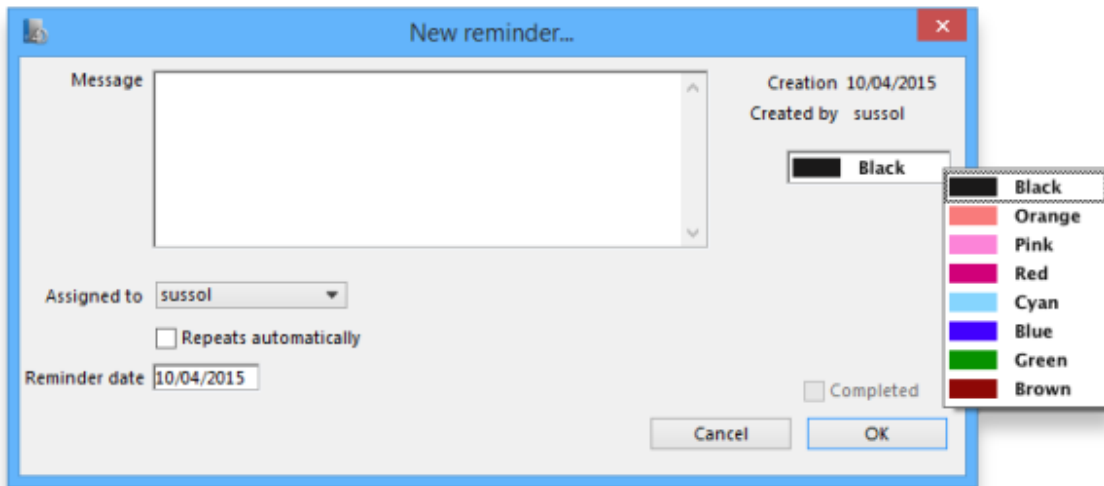 New reminder...
Message
Creation 10/04/2015
Created by sussol
Black
Black
Orange
Pink
Red
Cyan
Blue
Green
Brown
Assigned to sussol
Repeats automatically
Reminder date 10/04/2015
Completed
Cancel OK